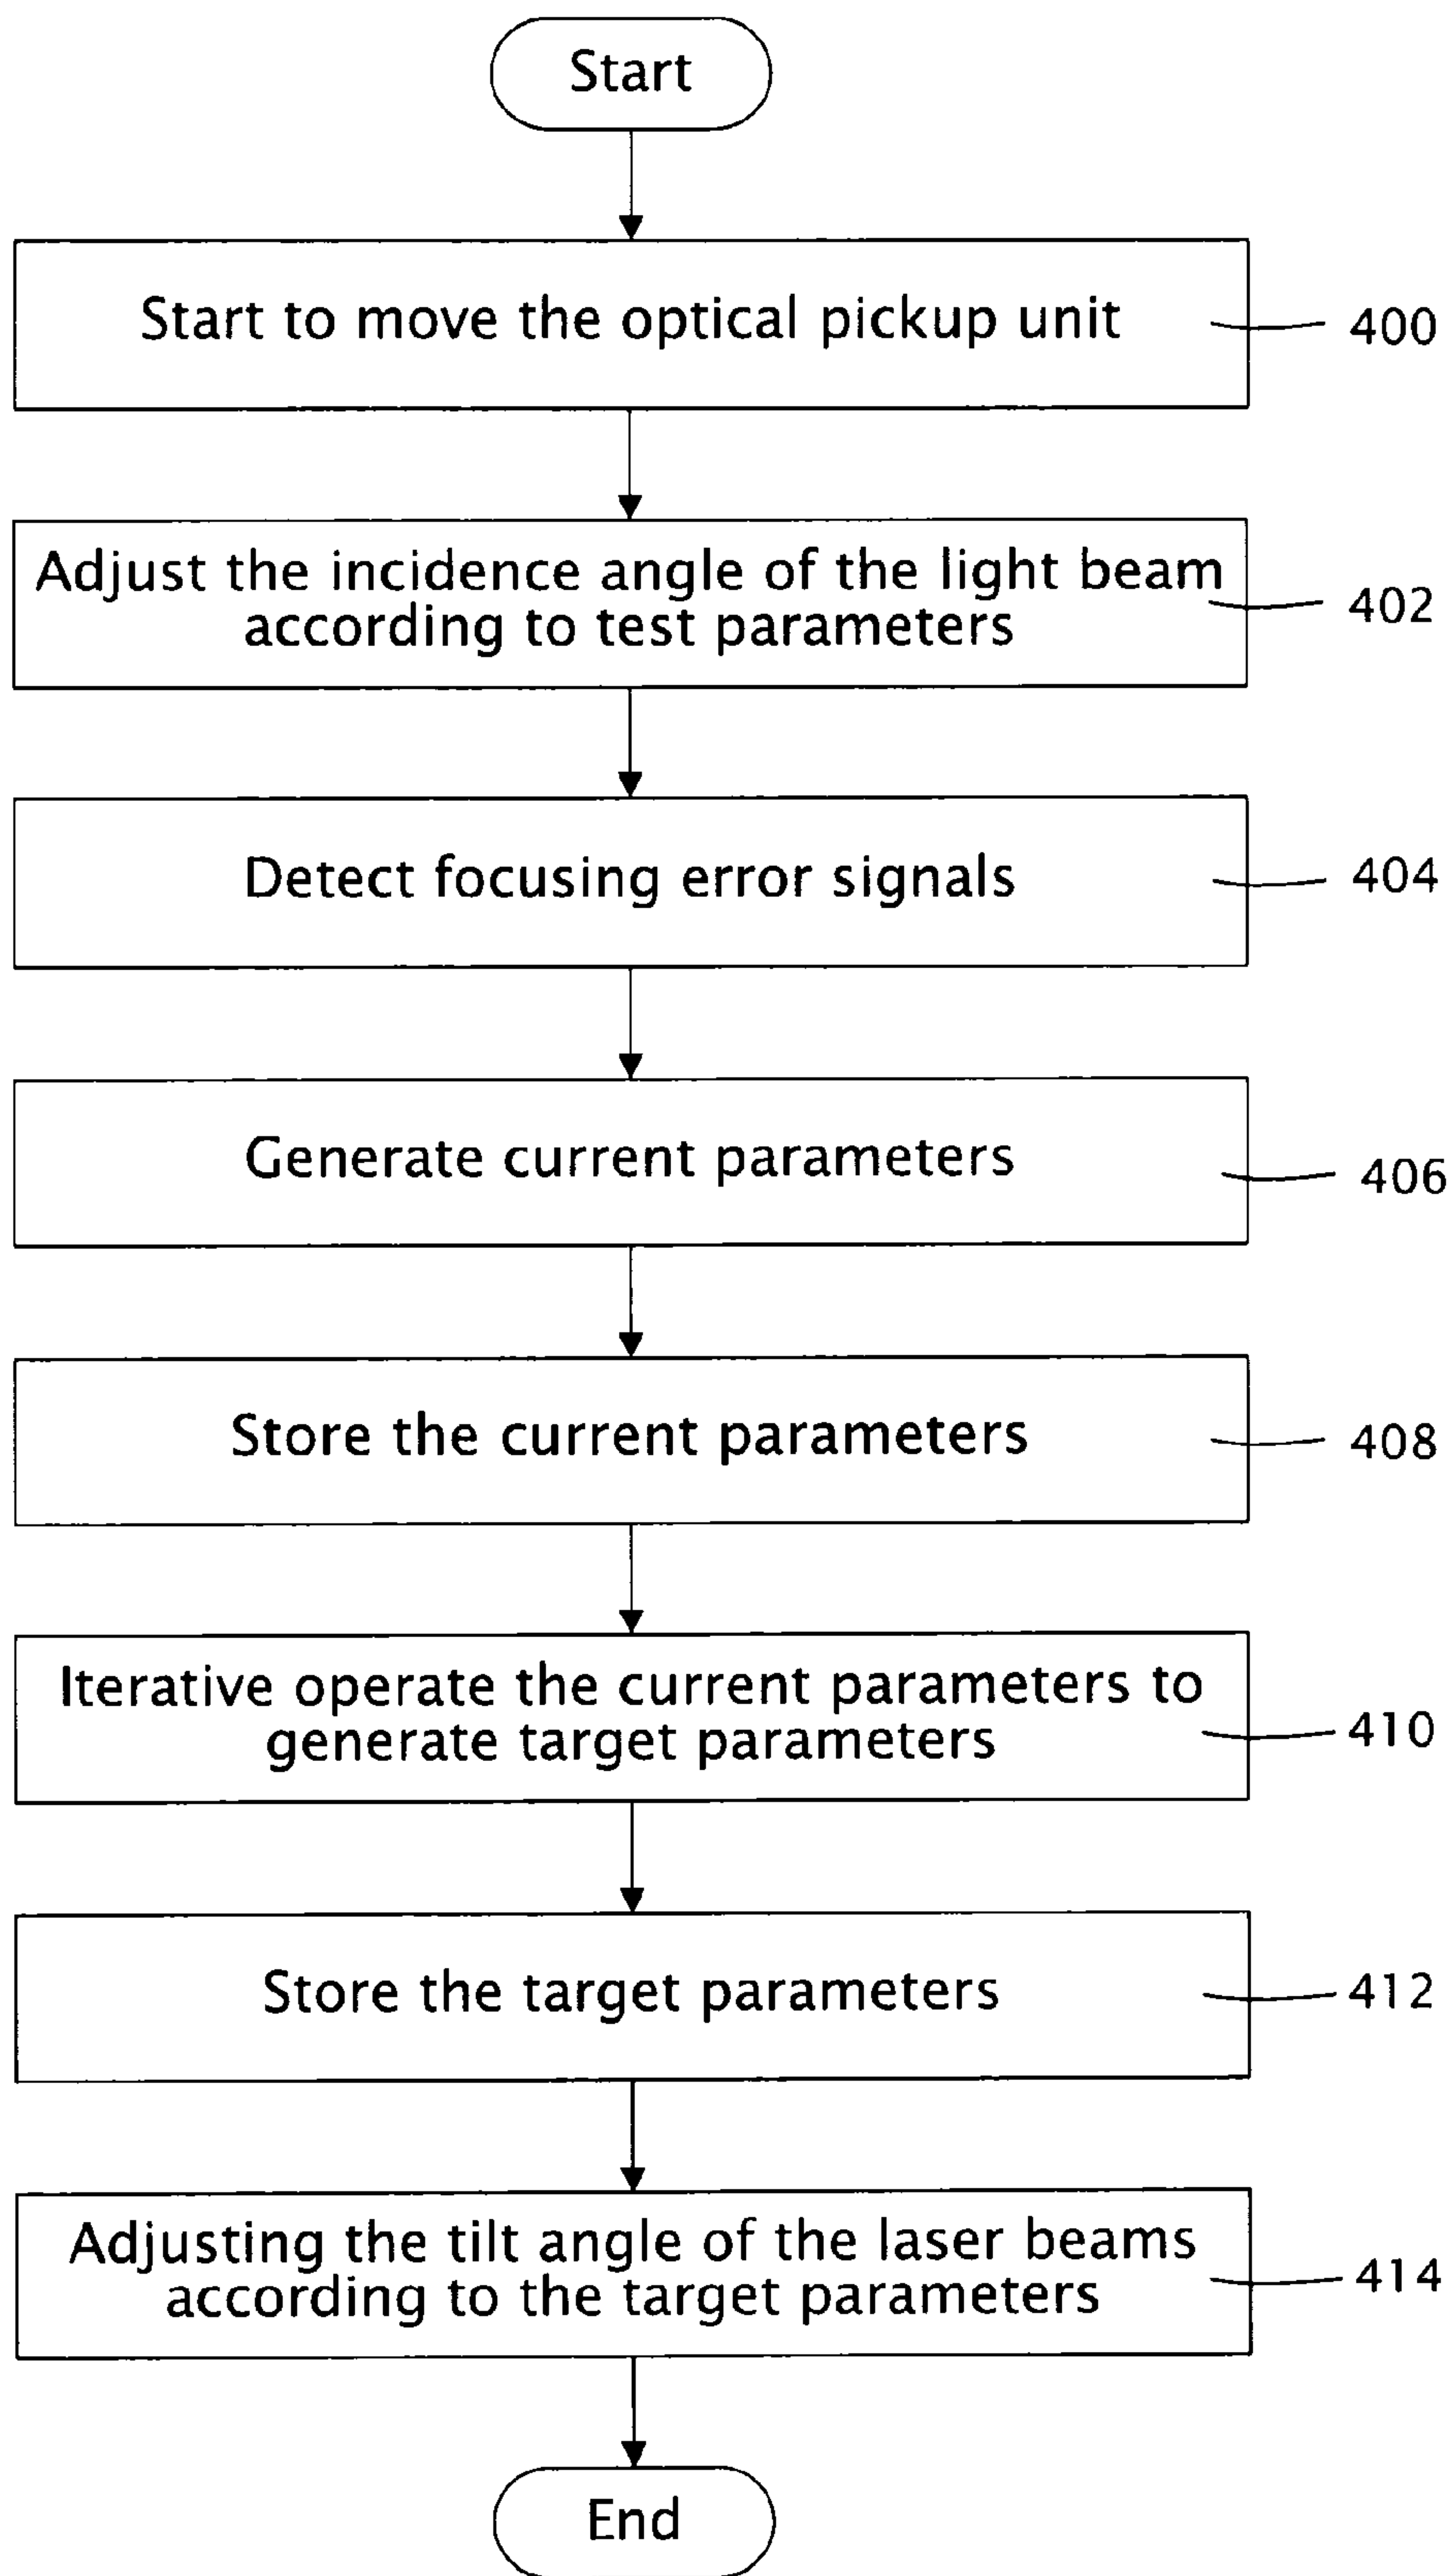 Start
Start to move the optical pickup unit
400
Adjust the incidence angle of the light beam
according to test parameters
402
Detect focusing error signals
404
Generate current parameters
406
Store the current parameters
408
Iterative operate the current parameters to
generate target parameters
410
Store the target parameters
412
Adjusting the tilt angle of the laser beams
according to the target parameters
414
End